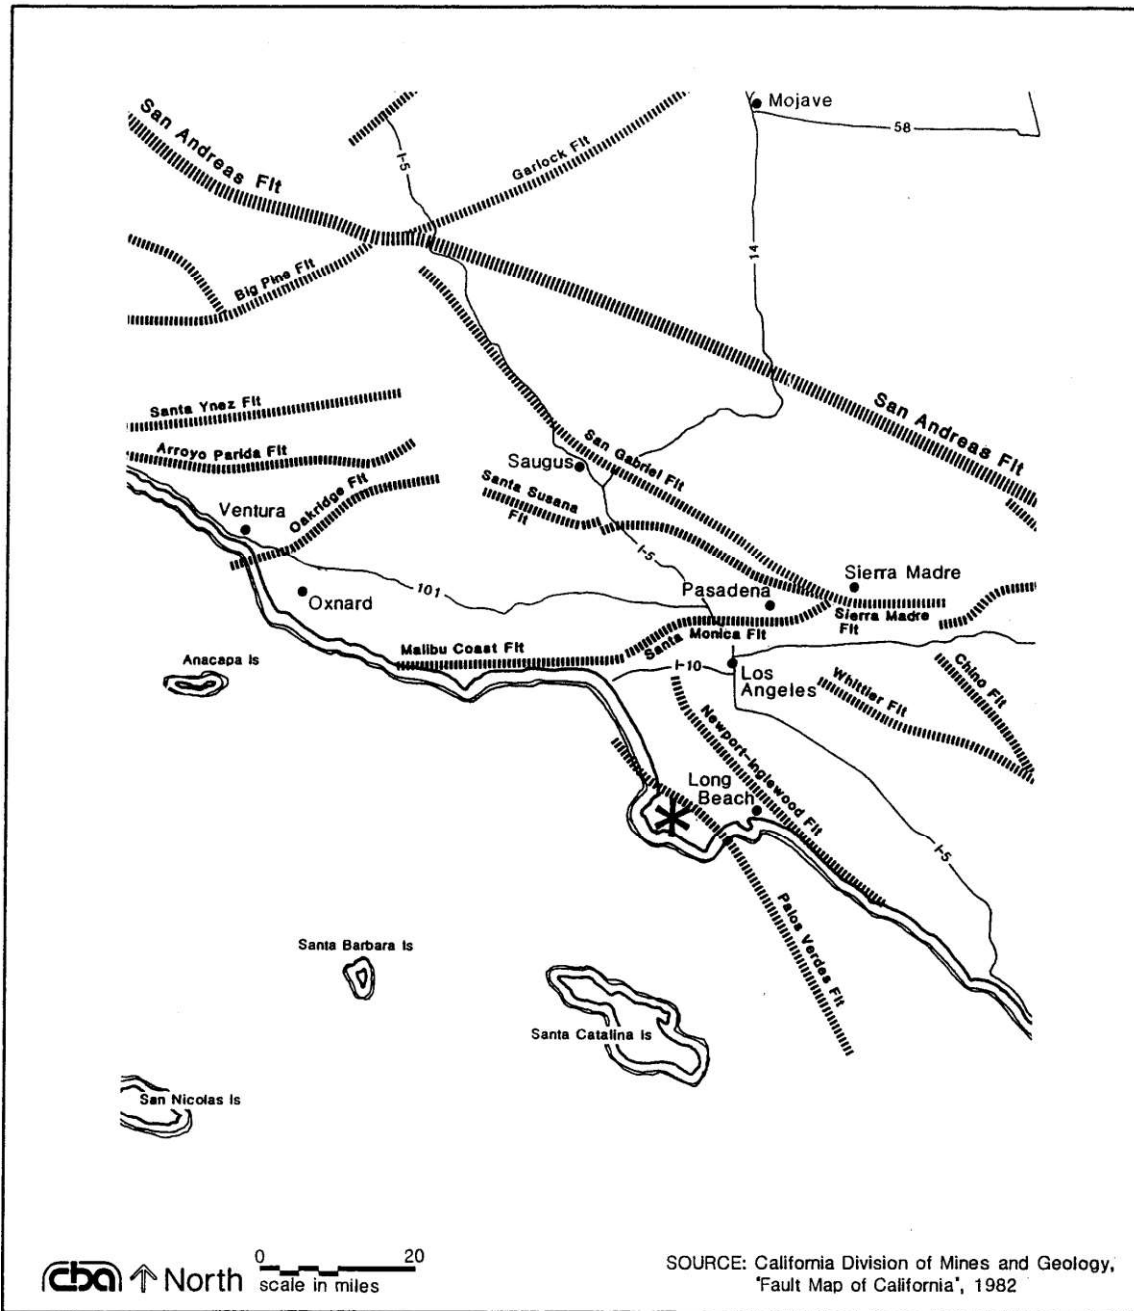 Mojave
58
San Andreas Flt
I-5
Garlock Flt
14
Big Pine Flt
Santa Ynez Flt
San Andreas Flt
Arroyo Parida Flt
San Gabriel Flt
Saugus
Santa Susana
Flt
Oakridge Flt
Ventura
I-5
Sierra Madre
101
Pasadena
Oxnard
Sierra Madre
Flt
Santa Monica Flt
Malibu Coast Flt
Anacapa Is
I-10
Los
Angeles
Chino Flt
Whittier Flt
Newport-Inglewood Flt
Long
Beach
I-5
Palos Verdes Flt
Santa Barbara Is
Santa Catalina Is
San Nicolas Is
cba North
0 20
scale in miles
SOURCE: California Division of Mines and Geology,
"Fault Map of California", 1982